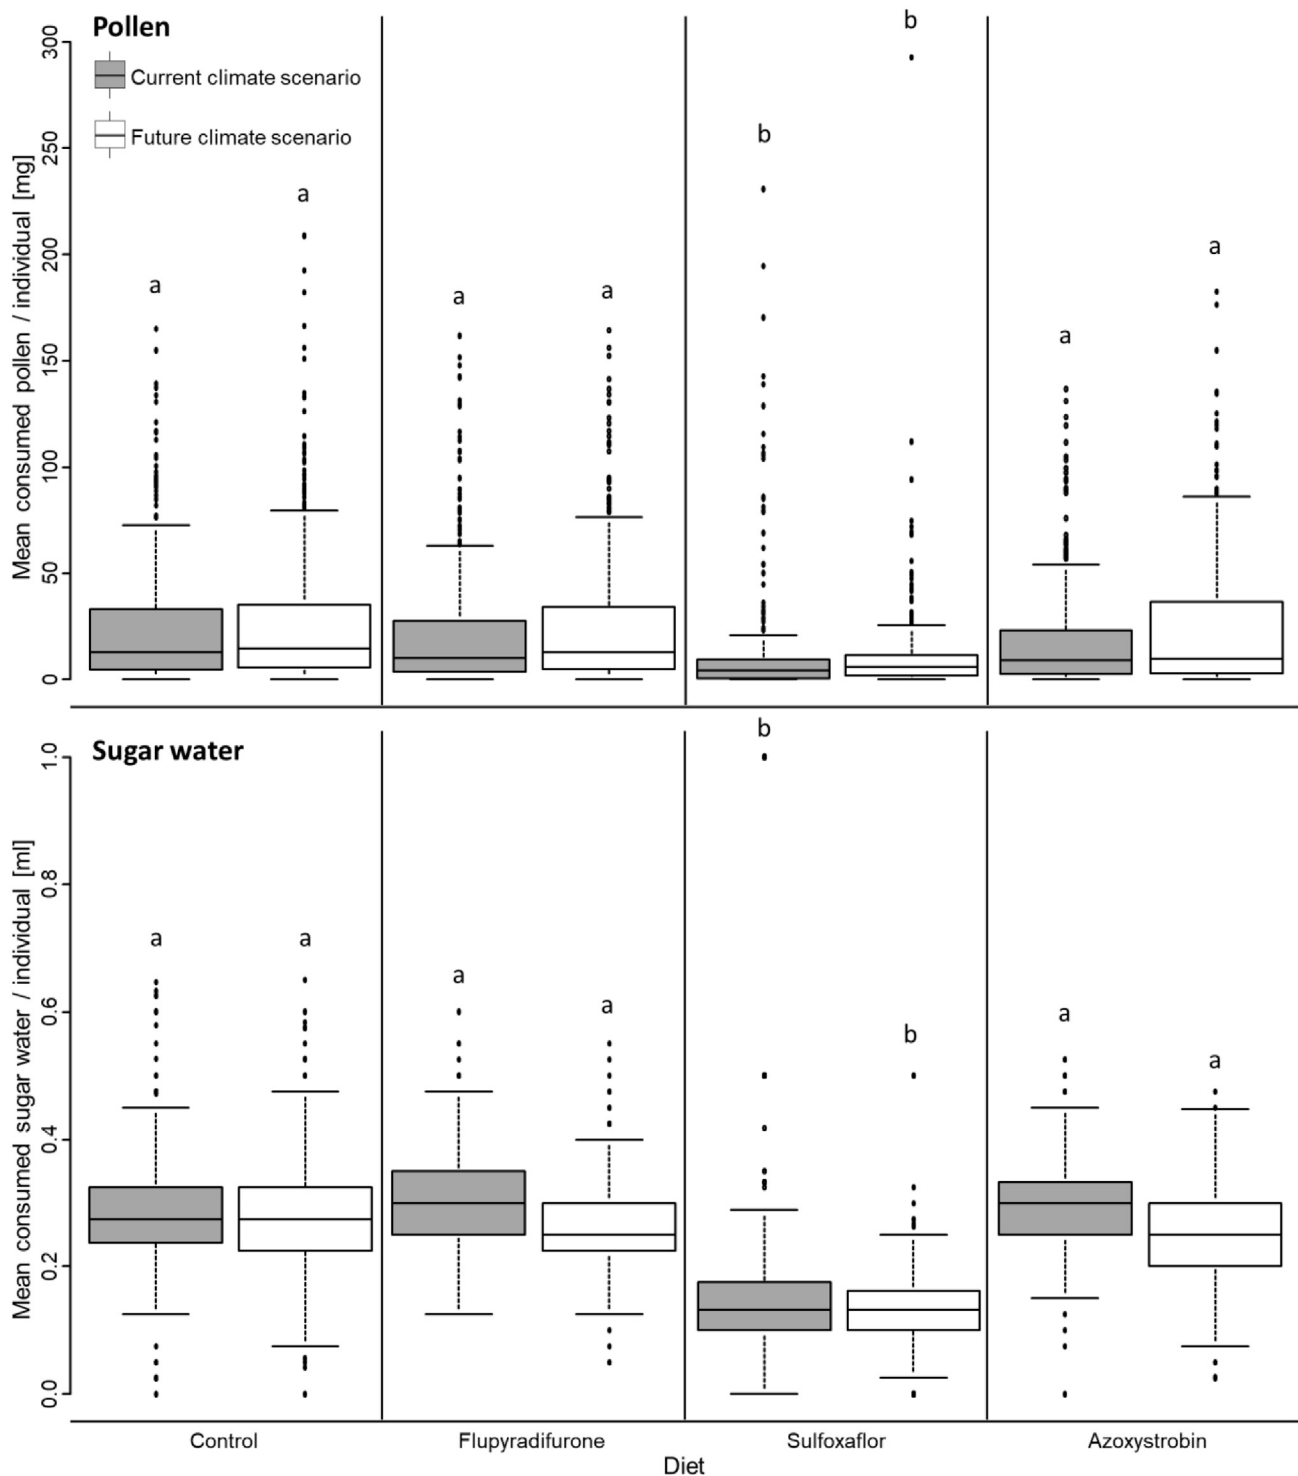 Pollen
Current climate scenario
Future climate scenario
Mean consumed pollen / individual [mg]
300
250
200
150
100
50
0
a
a
a
a
b
b
a
a
Sugar water
Mean consumed sugar water / individual [ml]
1.0
0.8
0.6
0.4
0.2
0.0
a
a
a
a
b
b
a
a
Control
Flupyradifurone
Sulfoxaflor
Azoxystrobin
Diet